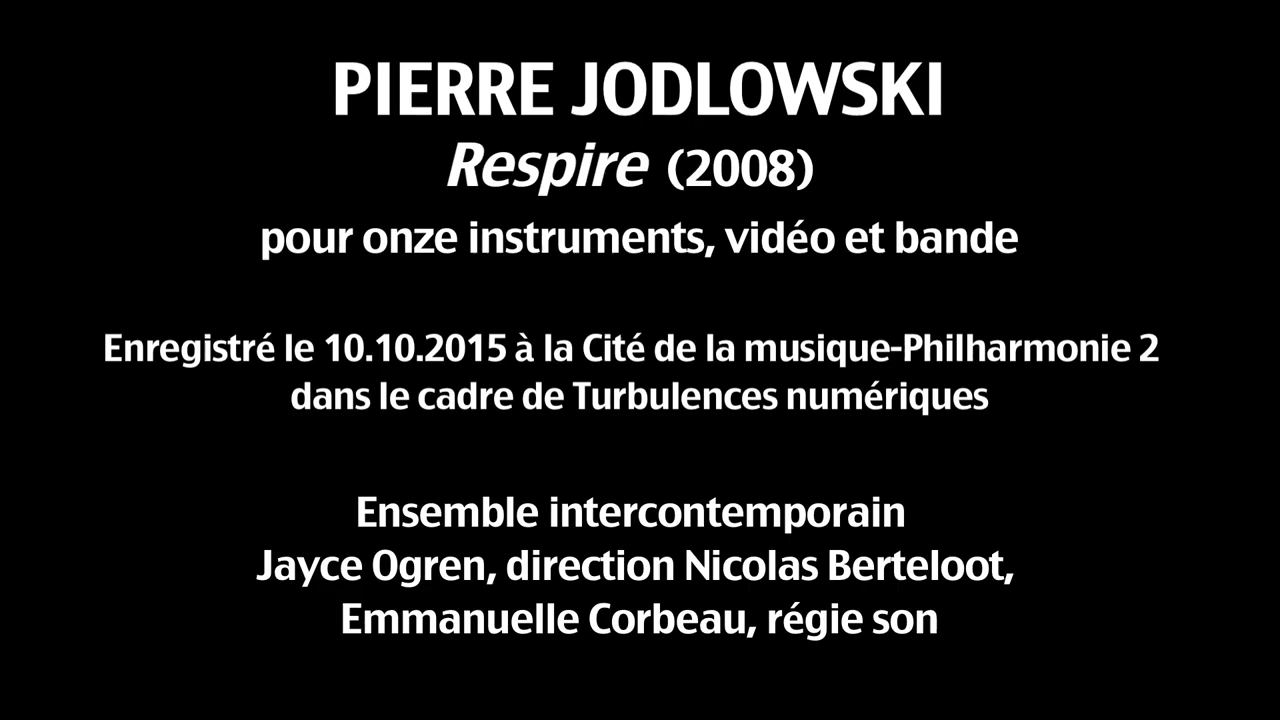 PIERRE JODLOWSKI
Respire (2008)
pour onze instruments, vidéo et bande
Enregistré le 10.10.2015 à la Cité de la musique-Philharmonie 2
dans le cadre de Turbulences numériques
Ensemble intercontemporain
Jayce Ogren, direction Nicolas Berteloot,
Emmanuelle Corbeau, régie son